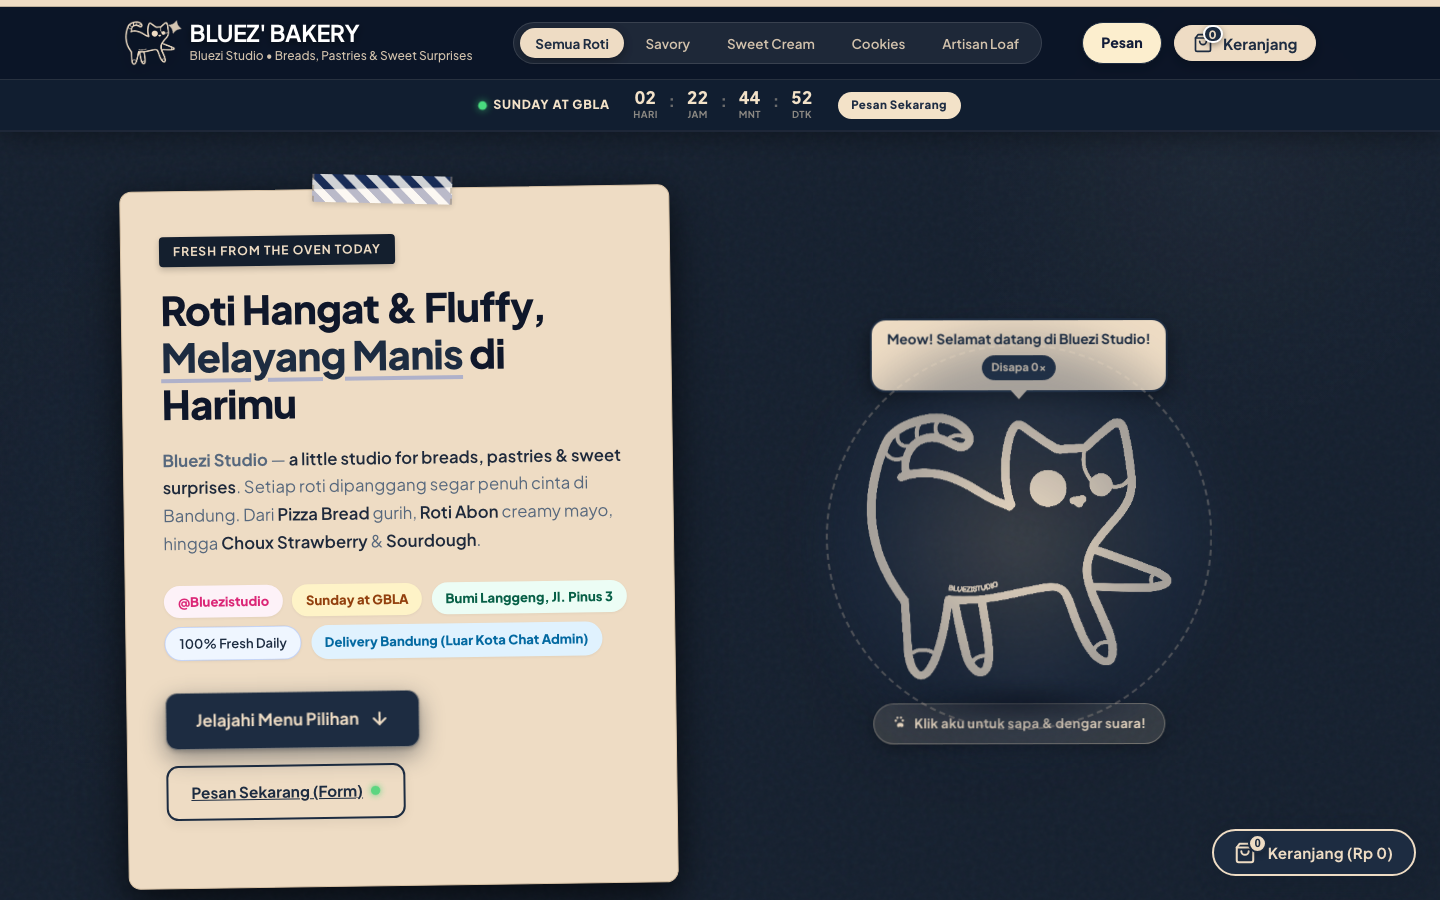 BLUEZ' BAKERY
Bluezi Studio • Breads, Pastries & Sweet Surprises
Semua Roti
Savory
Sweet Cream
Cookies
Artisan Loaf
Pesan
0
Keranjang
SUNDAY AT GBLA
02 : 22 : 44 : 52
HARI JAM MNT DTK
Pesan Sekarang
FRESH FROM THE OVEN TODAY
Roti Hangat & Fluffy,
Melayang Manis di
Harimu
Bluezi Studio — a little studio for breads, pastries & sweet
surprises. Setiap roti dipanggang segar penuh cinta di
Bandung. Dari Pizza Bread gurih, Roti Abon creamy mayo,
hingga Choux Strawberry & Sourdough.
@Bluezistudio
Sunday at GBLA
Bumi Langgeng, Jl. Pinus 3
100% Fresh Daily
Delivery Bandung (Luar Kota Chat Admin)
Jelajahi Menu Pilihan ↓
Pesan Sekarang (Form)
Meow! Selamat datang di Bluezi Studio!
Disapa 0×
BLUEZISTUDIO
Klik aku untuk sapa & dengar suara!
0
Keranjang (Rp 0)